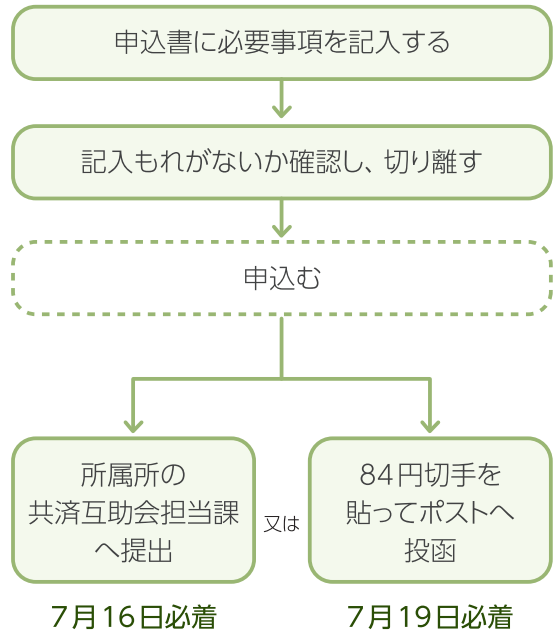 申込書に必要事項を記入する
記入もれがないか確認し、切り離す
申込む
所属所の
共済互助会担当課
へ提出
又は
84円切手を
貼ってポストへ
投函
7月16日必着
7月19日必着